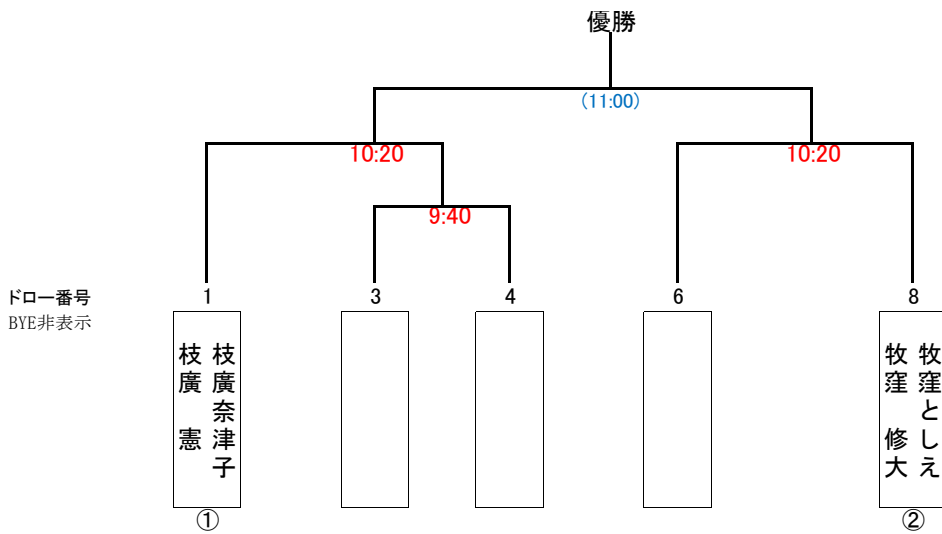 優勝
(11:00)
10:20
10:20
9:40
ドロー番号
1
3
4
6
8
BYE非表示
枝廣奈津子
枝廣　憲
牧窪としえ
牧窪　修大
①
②